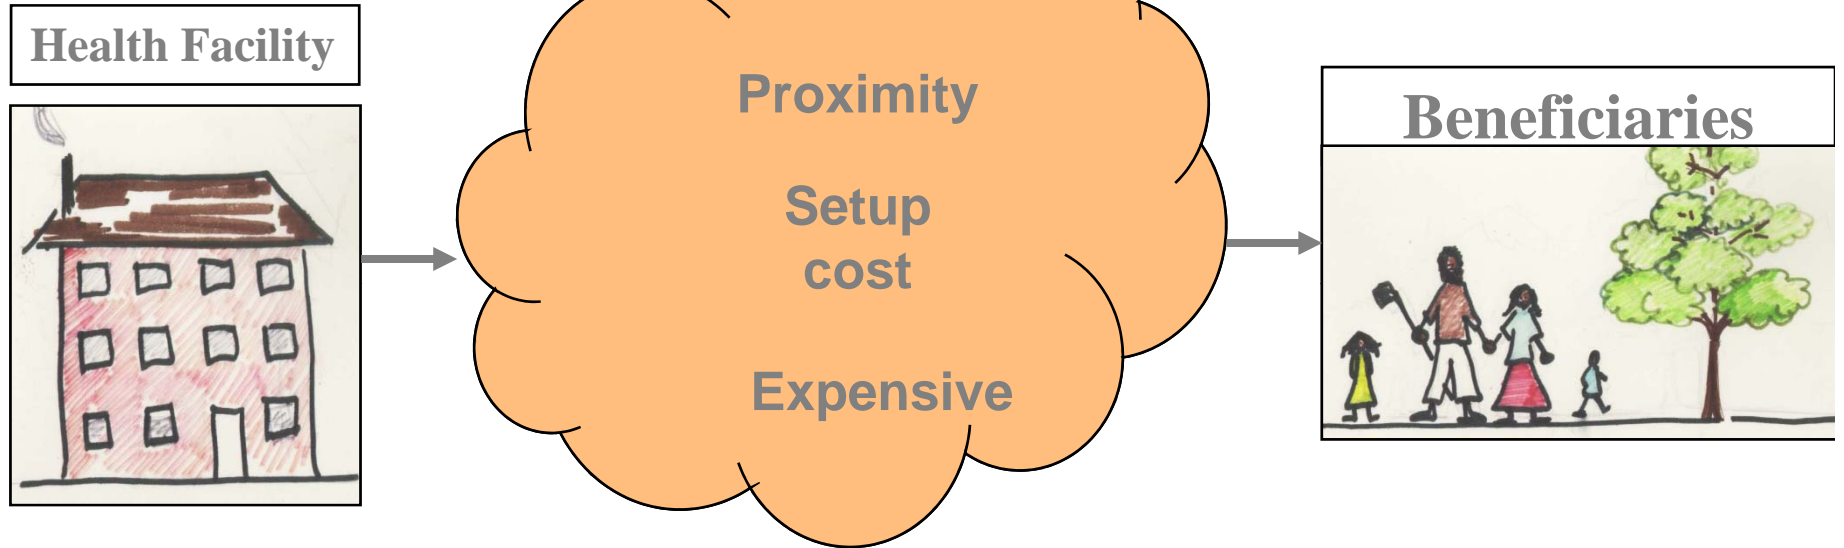 Health Facility
Proximity
Setup
cost
Expensive
Beneficiaries